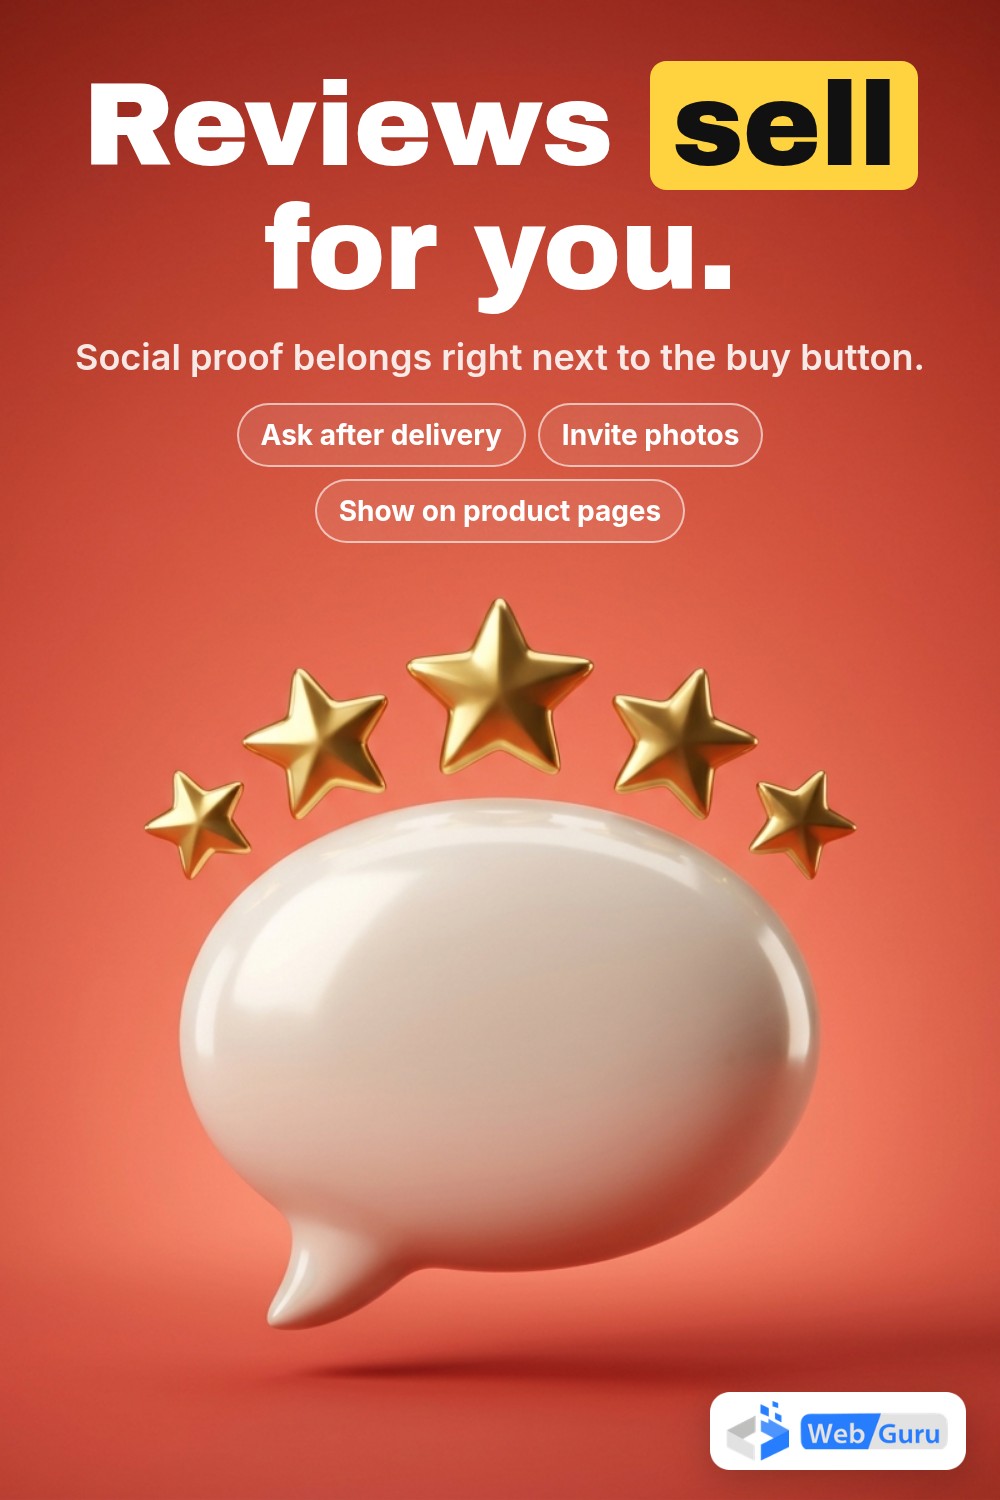 Reviews sell
for you.
Social proof belongs right next to the buy button.
Ask after delivery
Invite photos
Show on product pages
Web Guru